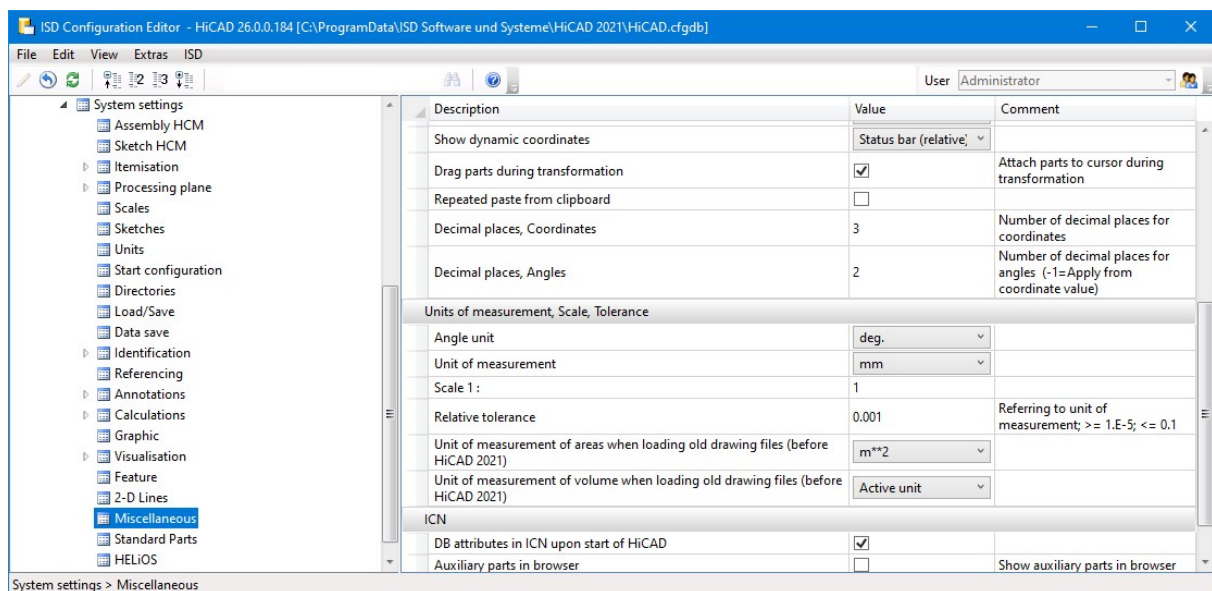 ISD Configuration Editor - HiCAD 26.0.0.184 [C:\ProgramData\ISD Software und Systeme\HiCAD 2021\HiCAD.cfgdb]
File Edit View Extras ISD
User Administrator
System settings
Assembly HCM
Sketch HCM
Itemisation
Processing plane
Scales
Sketches
Units
Start configuration
Directories
Load/Save
Data save
Identification
Referencing
Annotations
Calculations
Graphic
Visualisation
Feature
2-D Lines
Miscellaneous
Standard Parts
HELiOS
Description Value Comment
Show dynamic coordinates Status bar (relative)
Drag parts during transformation Attach parts to cursor during
transformation
Repeated paste from clipboard
Decimal places, Coordinates 3 Number of decimal places for
coordinates
Decimal places, Angles 2 Number of decimal places for
angles (-1=Apply from
coordinate value)
Units of measurement, Scale, Tolerance
Angle unit deg.
Unit of measurement mm
Scale 1 : 1
Relative tolerance 0.001 Referring to unit of
measurement; >= 1.E-5; <= 0.1
Unit of measurement of areas when loading old drawing files (before
HiCAD 2021) m**2
Unit of measurement of volume when loading old drawing files (before
HiCAD 2021) Active unit
ICN
DB attributes in ICN upon start of HiCAD
Auxiliary parts in browser Show auxiliary parts in browser
System settings > Miscellaneous